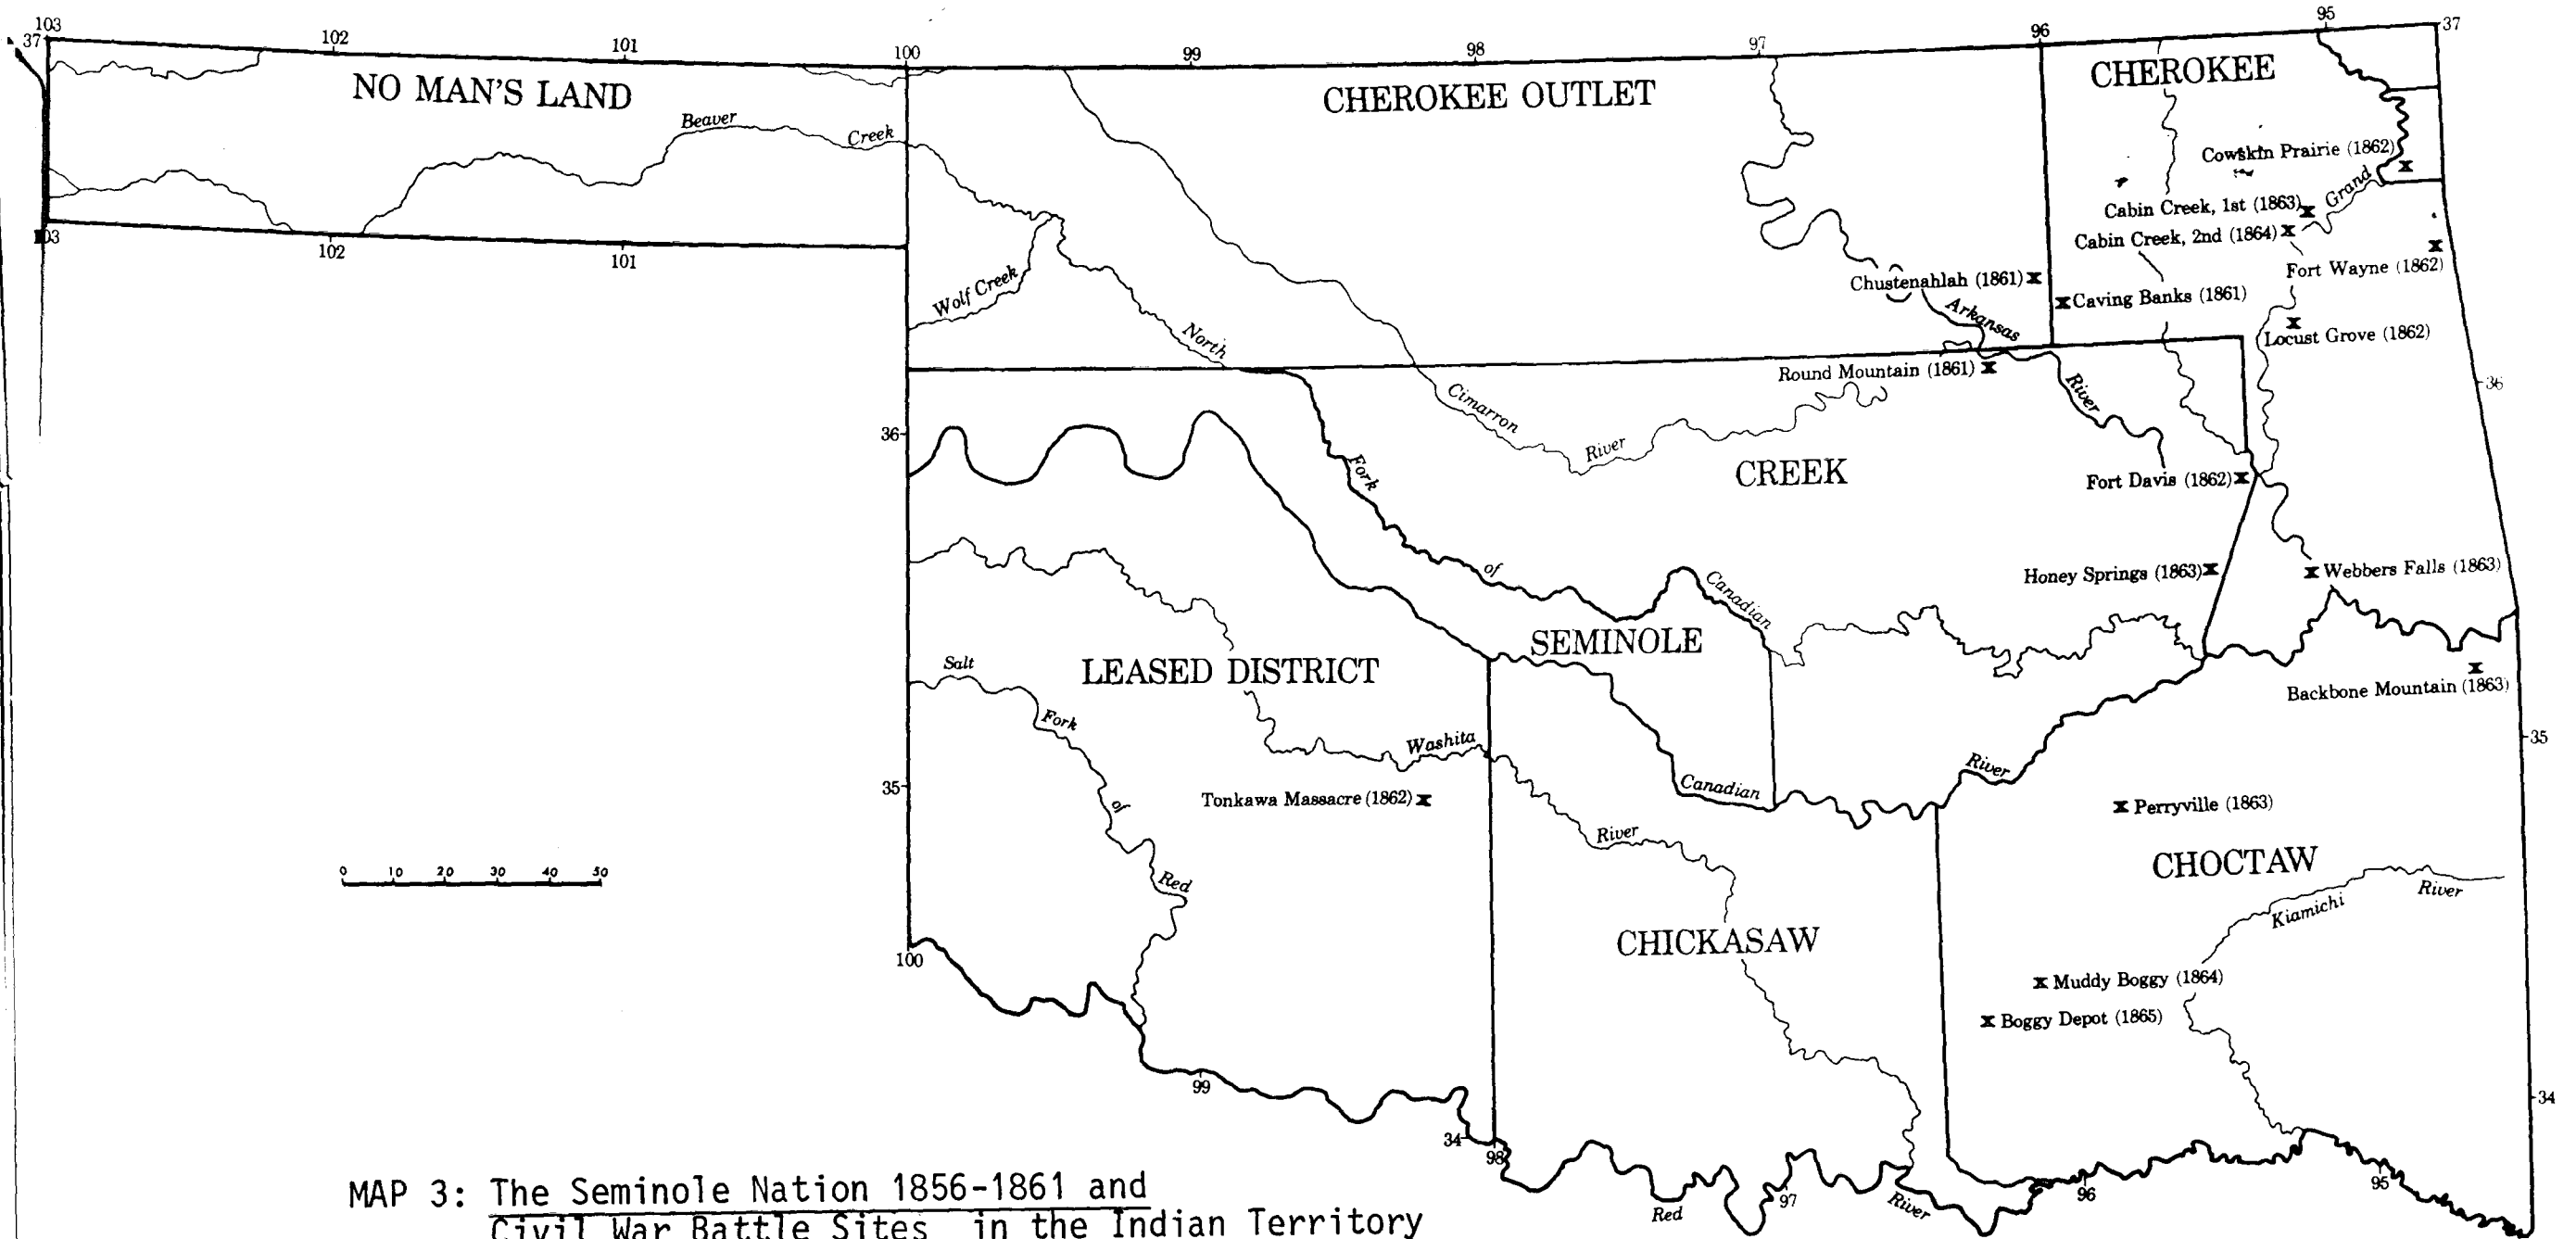 103
102
101
100
99
98
97
96
95
37
37
NO MAN'S LAND
CHEROKEE OUTLET
CHEROKEE
Beaver
Creek
Cowskin Prairie (1862)
Grand
Cabin Creek, 1st (1863)
Cabin Creek, 2nd (1864)
102
101
Wolf Creek
Chustenahlah (1861)
Fort Wayne (1862)
Caving Banks (1861)
Arkansas
North
Locust Grove (1862)
Round Mountain (1861)
River
36
Cimarron
River
36
Fork
CREEK
Fort Davis (1862)
of
Canadian
Honey Springs (1863)
Webbers Falls (1863)
SEMINOLE
LEASED DISTRICT
Salt
Fork
of
Red
Backbone Mountain (1863)
Washita
River
35
35
Canadian
River
Tonkawa Massacre (1862)
Perryville (1863)
CHOCTAW
0 10 20 30 40 50
Kiamichi
River
CHICKASAW
100
Muddy Boggy (1864)
Boggy Depot (1865)
99
34
34
98
97
96
95
Red
River
MAP 3: The Seminole Nation 1856-1861 and
Civil War Battle Sites in the Indian Territory